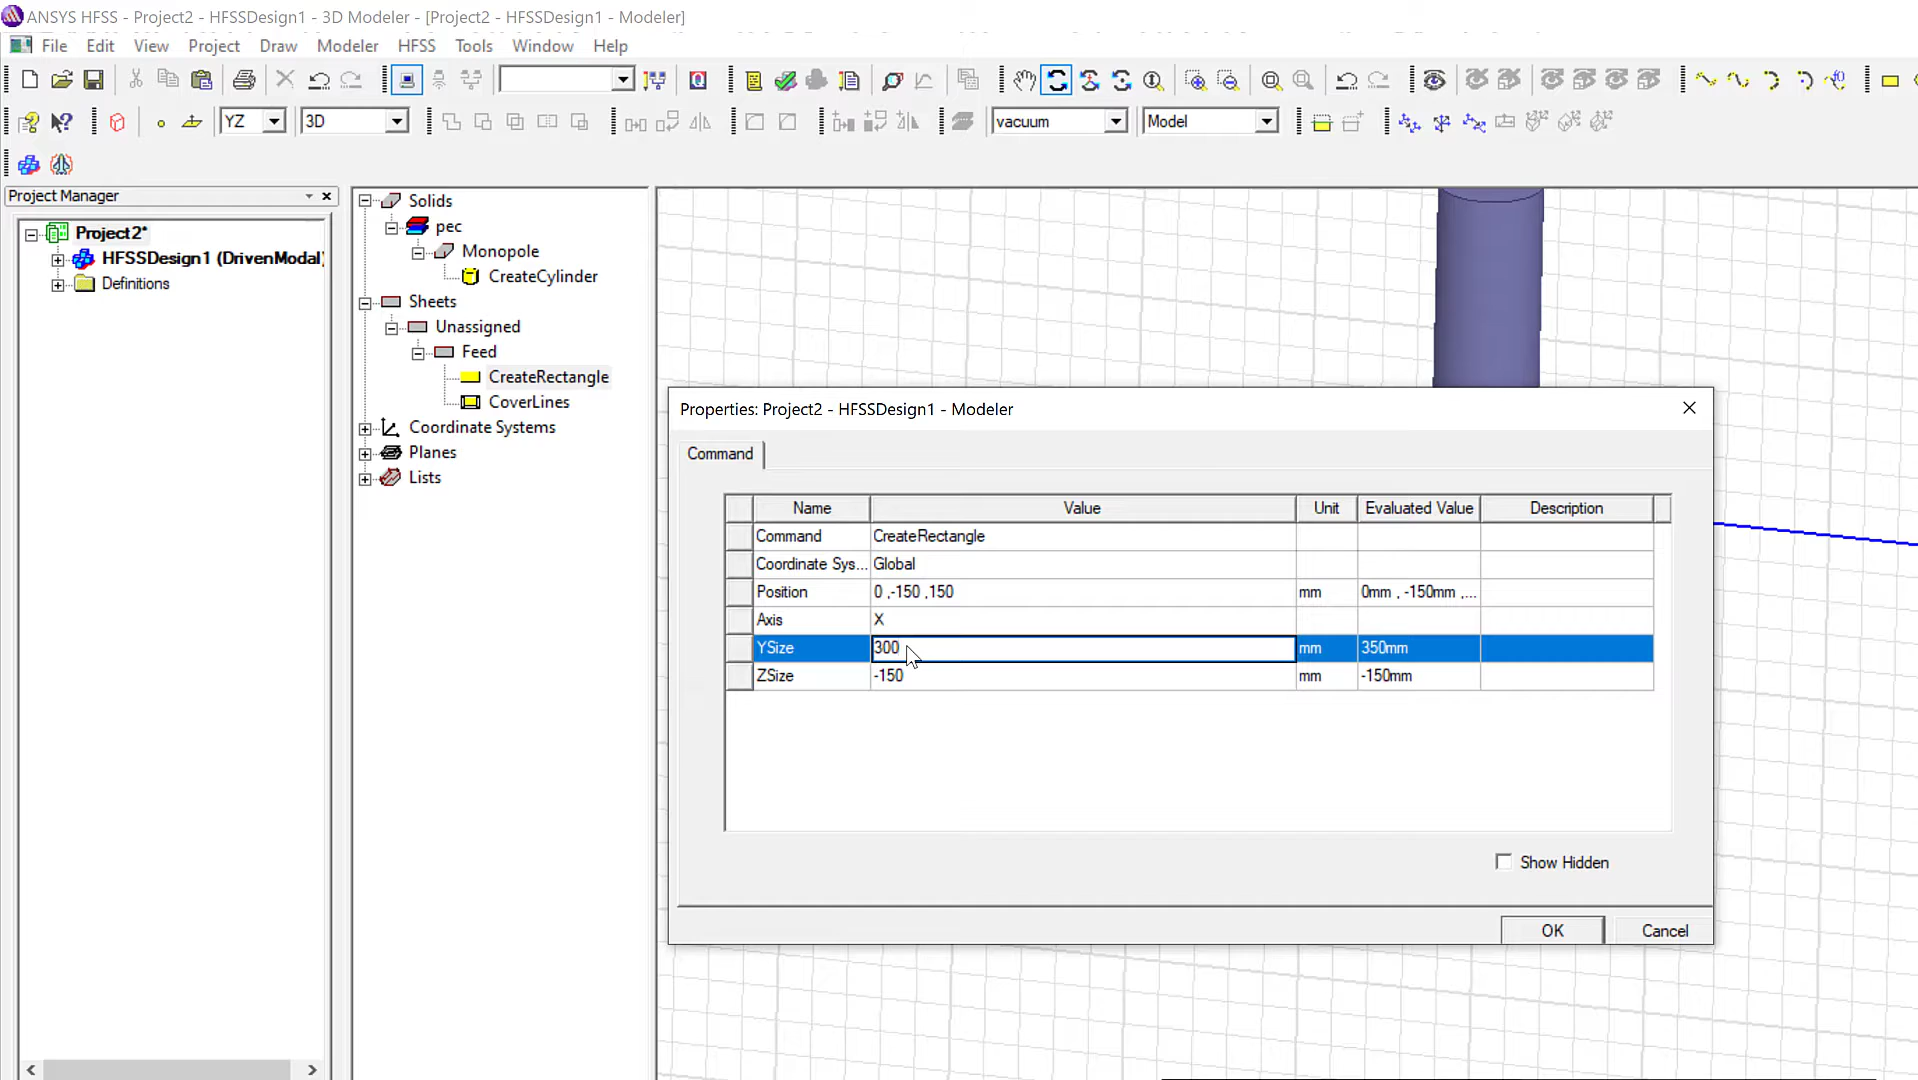 ANSYS HFSS - Project2 - HFSSDesign1 - 3D Modeler - [Project2 - HFSSDesign1 - Modeler]
File Edit View Project Draw Modeler HFSS Tools Window Help
YZ 3D vacuum Model
Project Manager
Project2*
HFSSDesign1 (DrivenModal)
Definitions
Solids
pec
Monopole
CreateCylinder
Sheets
Unassigned
Feed
CreateRectangle
CoverLines
Coordinate Systems
Planes
Lists
Properties: Project2 - HFSSDesign1 - Modeler
Command
Name Value Unit Evaluated Value Description
Command CreateRectangle
Coordinate Sys... Global
Position 0 ,-150 ,150 mm 0mm , -150mm ,...
Axis X
YSize 300 mm 350mm
ZSize -150 mm -150mm
Show Hidden
OK Cancel